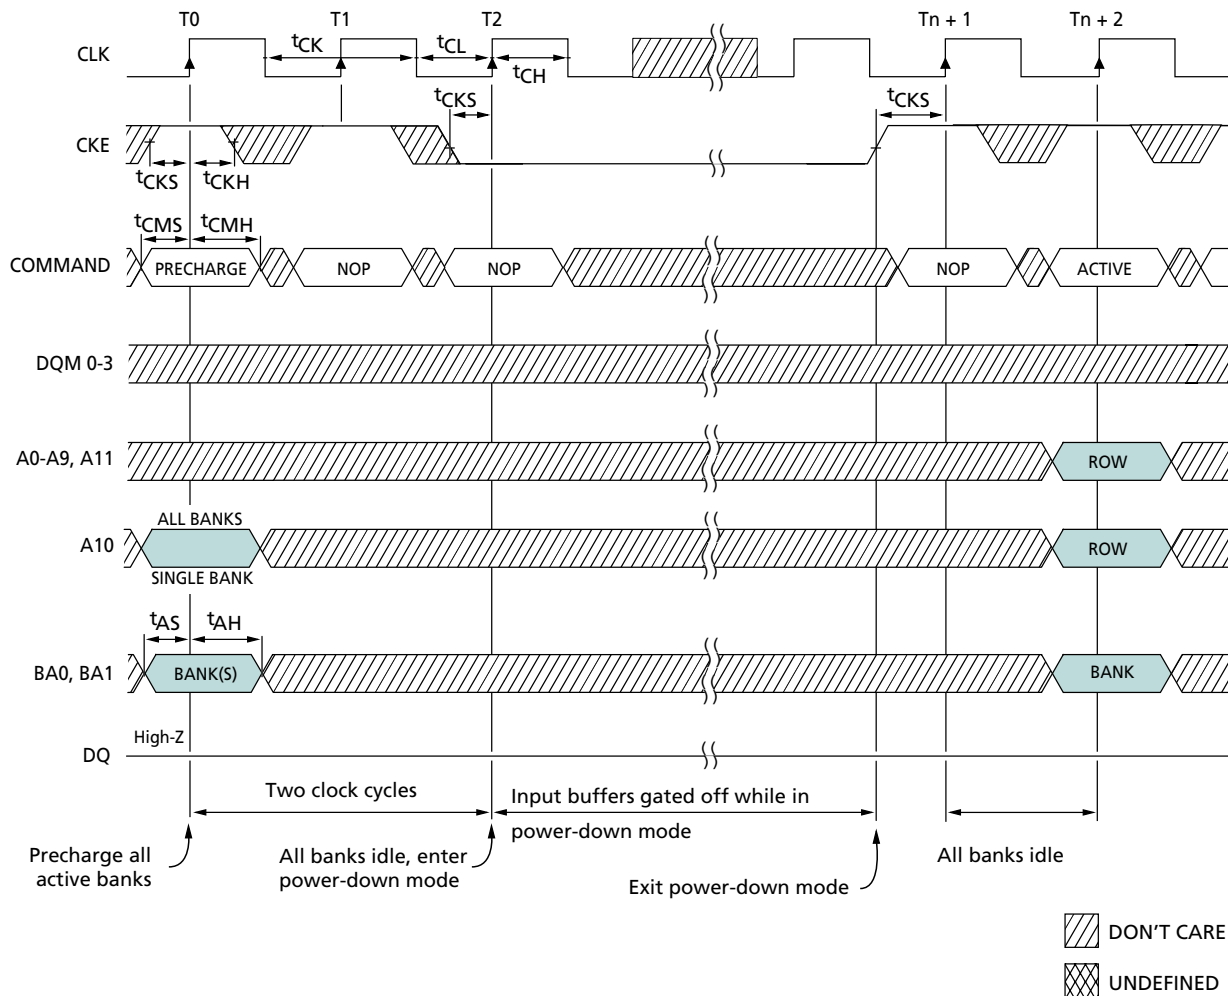 T0 T1 T2 Tn + 1 Tn + 2
CLK
tCK tCL
tCH
tCKS tCKS
CKE
tCKS tCKH
tCMS tCMH
COMMAND PRECHARGE NOP NOP NOP ACTIVE
DQM 0-3
A0-A9, A11 ROW
ALL BANKS
A10 ROW
SINGLE BANK
tAS tAH
BA0, BA1 BANK(S) BANK
High-Z
DQ
Two clock cycles
Input buffers gated off while in
power-down mode
Precharge all
active banks
All banks idle, enter
power-down mode
Exit power-down mode
All banks idle
DON'T CARE
UNDEFINED